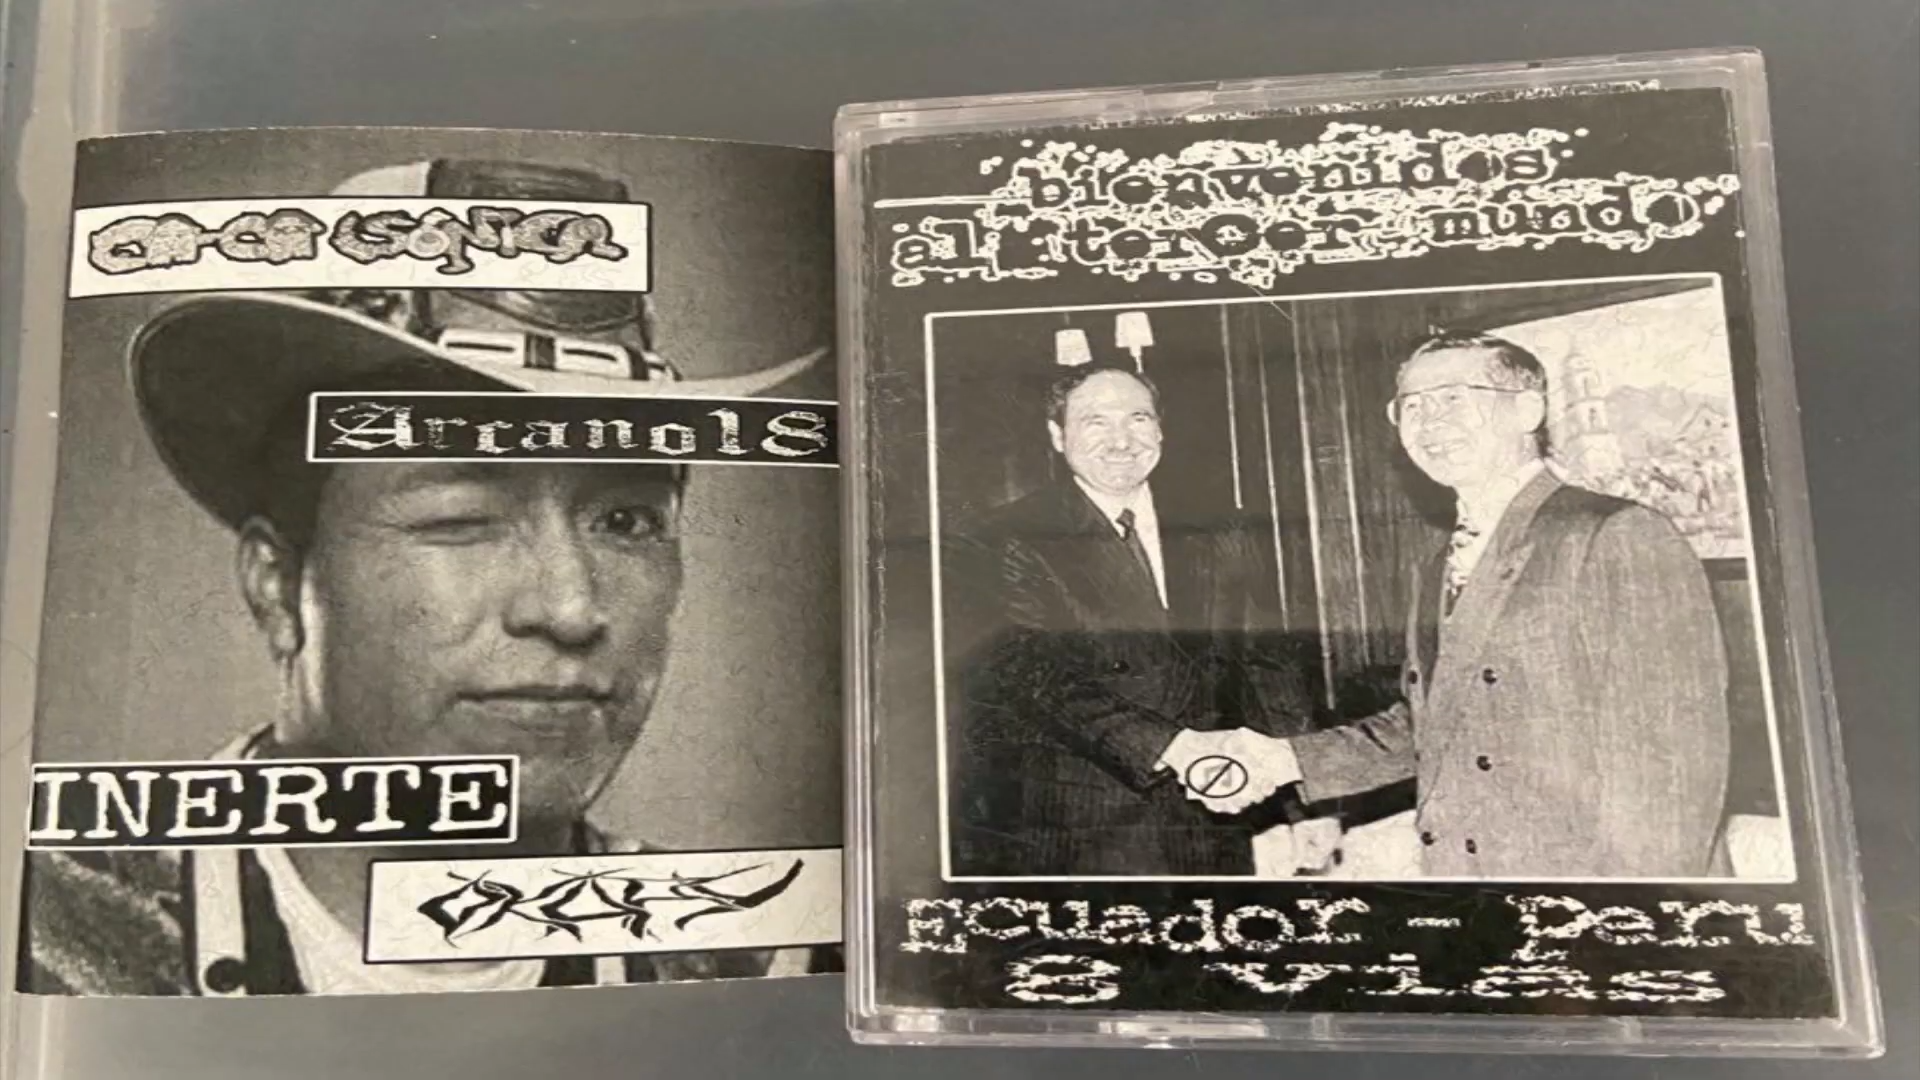 Arcano18
INERTE
bienvenidos
al tercer mundo
Ecuador - Peru
8 vias